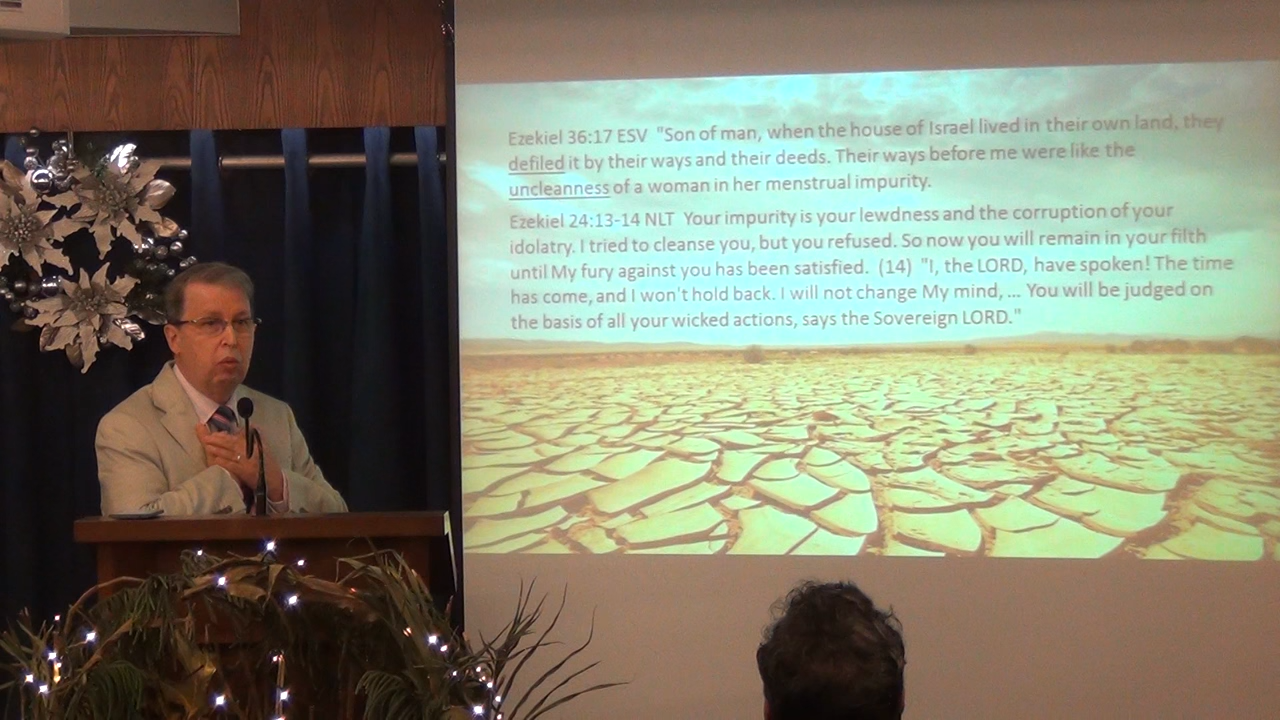 Ezekiel 36:17 ESV "Son of man, when the house of Israel lived in their own land, they
defiled it by their ways and their deeds. Their ways before me were like the
uncleanness of a woman in her menstrual impurity.
Ezekiel 24:13-14 NLT Your impurity is your lewdness and the corruption of your
idolatry. I tried to cleanse you, but you refused. So now you will remain in your filth
until My fury against you has been satisfied. (14) "I, the LORD, have spoken! The time
has come, and I won't hold back. I will not change My mind, ... You will be judged on
the basis of all your wicked actions, says the Sovereign LORD."